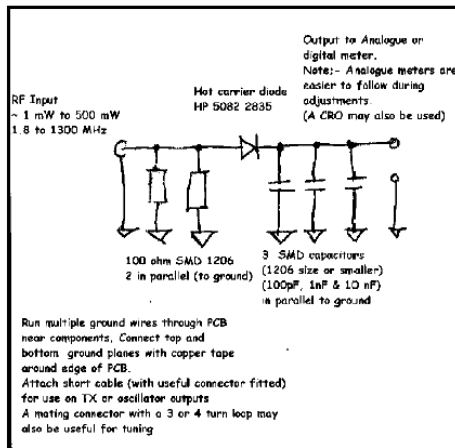 Output to Analogue or
digital meter.
Note:- Analogue meters are
easier to follow during
adjustments.
(A CRO may also be used)
Hot carrier diode
HP 5082 2835
RF Input
~ 1 mW to 500 mW
1.8 to 1300 MHz
100 ohm SMD 1206
2 in parallel (to ground)
3 SMD capacitors
(1206 size or smaller)
(100pF, 1nF & 10 nF)
in parallel to ground
Run multiple ground wires through PCB
near components, Connect top and
bottom ground planes with copper tape
around edge of PCB.
Attach short cable (with useful connector fitted)
for use on TX or oscillator outputs
A mating connector with a 3 or 4 turn loop may
also be useful for tuning